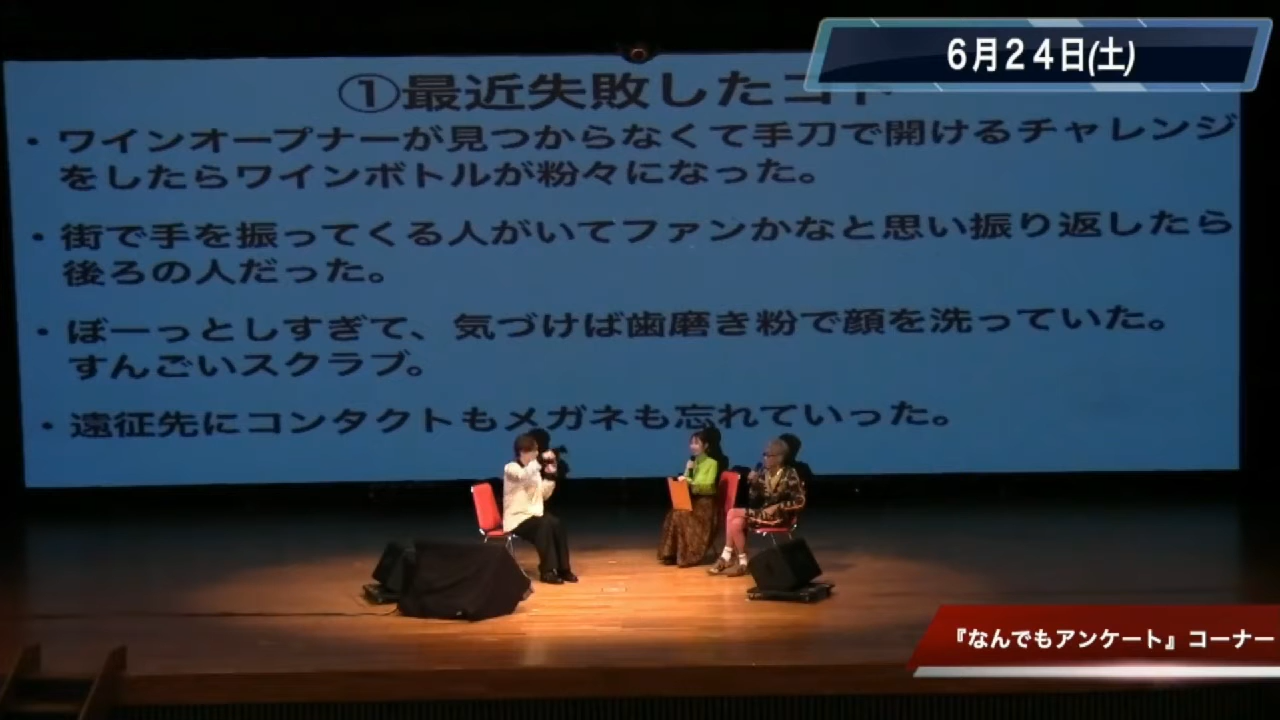 6月24日(土)
①最近失敗したコト
・ワインオープナーが見つからなくて手刀で開けるチャレンジ
をしたらワインボトルが粉々になった。
・街で手を振ってくる人がいてファンかなと思い振り返したら
後ろの人だった。
・ぼーっとしすぎて、気づけば歯磨き粉で顔を洗っていた。
すんごいスクラブ。
・遠征先にコンタクトもメガネも忘れていった。
『なんでもアンケート』コーナー